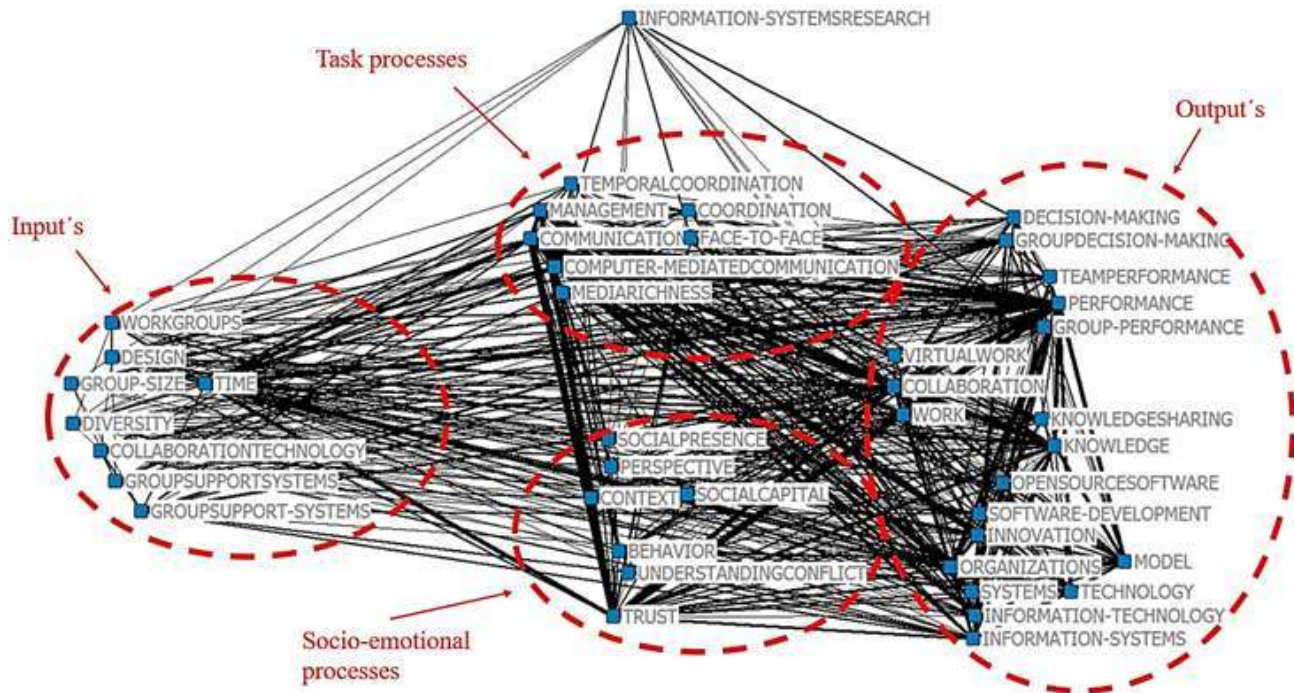 INFORMATION-SYSTEMSRESEARCH
Task processes
Output´s
Input´s
TEMPORALCOORDINATION
MANAGEMENT
COORDINATION
COMMUNICATION
FACE-TO-FACE
COMPUTER-MEDIATEDCOMMUNICATION
MEDIARICHNESS
DECISION-MAKING
GROUPDECISION-MAKING
TEAMPERFORMANCE
PERFORMANCE
GROUP-PERFORMANCE
WORKGROUPS
DESIGN
GROUP-SIZE
TIME
DIVERSITY
COLLABORATIONTECHNOLOGY
GROUPSUPPORTSYSTEMS
GROUPSUPPORT-SYSTEMS
VIRTUALWORK
COLLABORATION
WORK
KNOWLEDGESHARING
KNOWLEDGE
SOCIALPRESENCE
PERSPECTIVE
CONTEXT
SOCIALCAPITAL
BEHAVIOR
UNDERSTANDINGCONFLICT
TRUST
OPENSOURCESOFTWARE
SOFTWARE-DEVELOPMENT
INNOVATION
ORGANIZATIONS
MODEL
SYSTEMS
TECHNOLOGY
INFORMATION-TECHNOLOGY
INFORMATION-SYSTEMS
Socio-emotional
processes